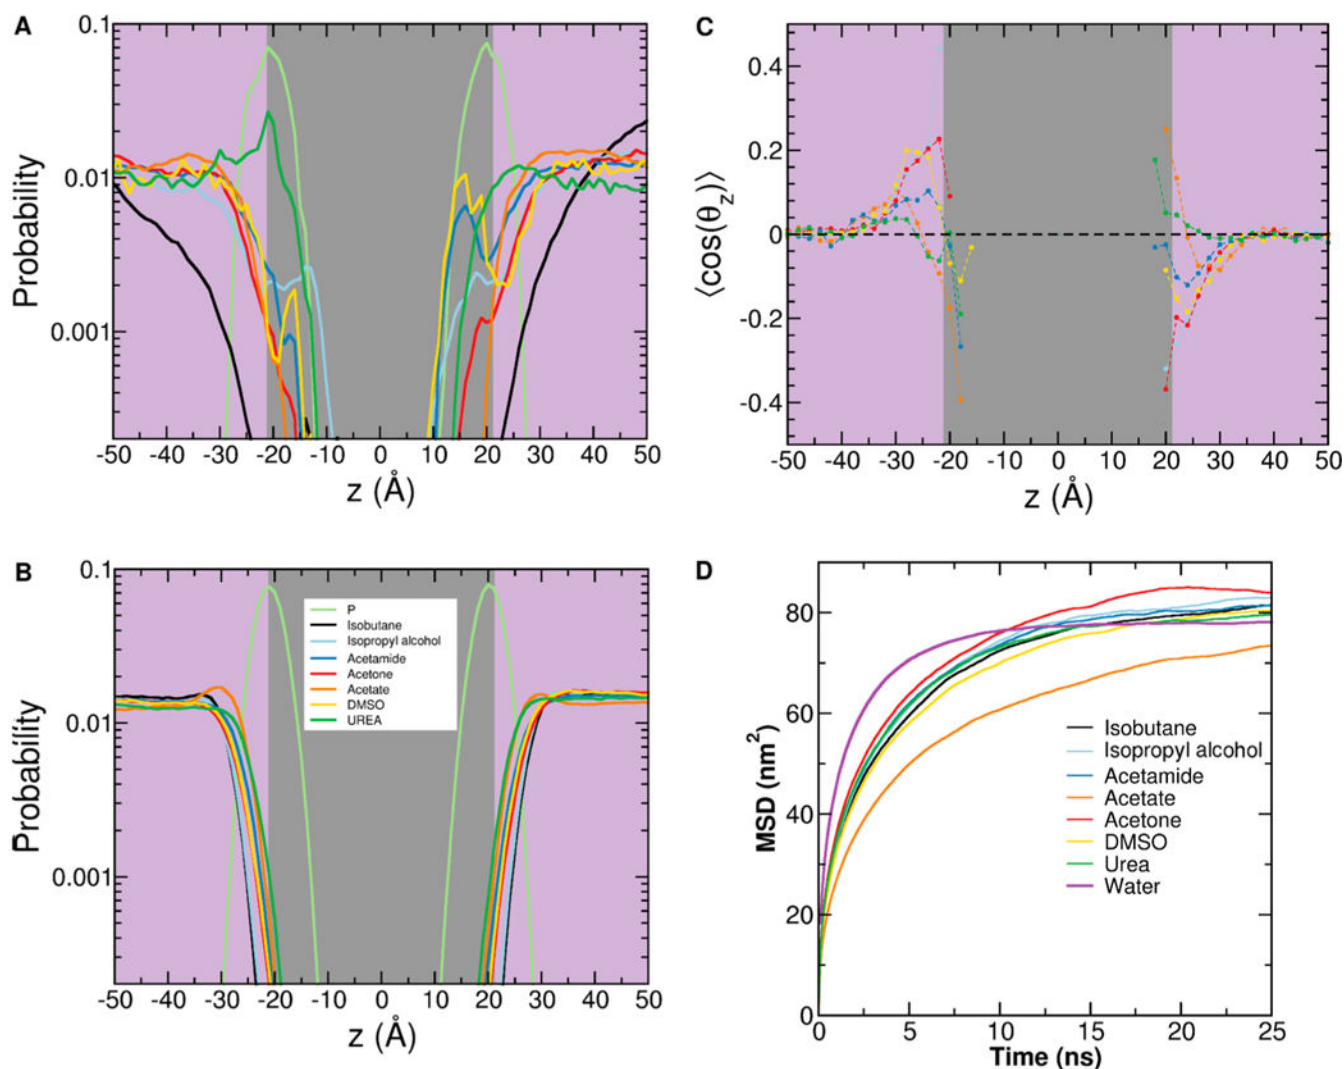 A
0.1
0.01
0.001
Probability
-50 -40 -30 -20 -10 0 10 20 30 40 50
z (Å)
C
0.4
0.2
0
-0.2
-0.4
⟨cos(θz)⟩
-50 -40 -30 -20 -10 0 10 20 30 40 50
z (Å)
B
0.1
0.01
0.001
Probability
P
Isobutane
Isopropyl alcohol
Acetamide
Acetone
Acetate
DMSO
UREA
-50 -40 -30 -20 -10 0 10 20 30 40 50
z (Å)
D
80
60
40
20
0
MSD (nm²)
Isobutane
Isopropyl alcohol
Acetamide
Acetate
Acetone
DMSO
Urea
Water
0 5 10 15 20 25
Time (ns)